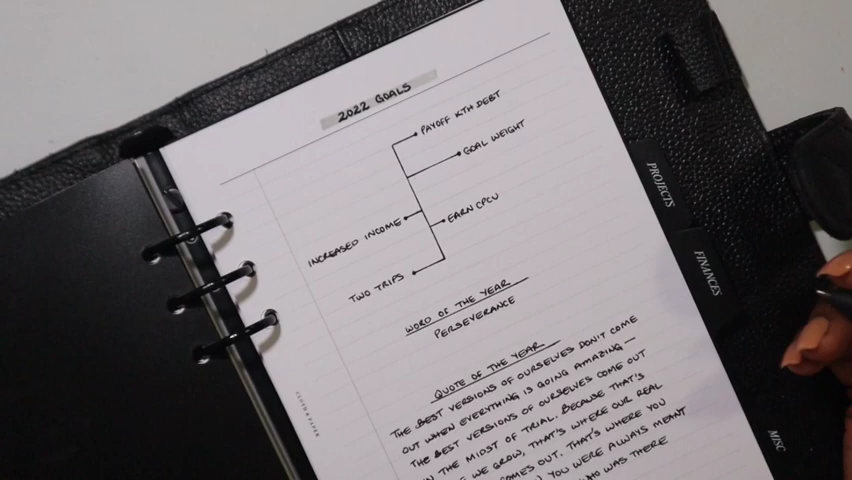 2022 GOALS
PAYOFF KTH DEBT
GOAL WEIGHT
EARN CPCU
INCREASED INCOME
TWO TRIPS
WORD OF THE YEAR
PERSEVERANCE
QUOTE OF THE YEAR
THE BEST VERSIONS OF OURSELVES DON'T COME
OUT WHEN EVERYTHING IS GOING AMAZING —
THE BEST VERSIONS OF OURSELVES COME OUT
IN THE MIDST OF TRIAL. BECAUSE THAT'S
WE GROW, THAT'S WHERE OUR REAL
COMES OUT. THAT'S WHERE YOU
YOU WERE ALWAYS MEANT
WHO WAS THERE
CLOTH & PAPER
PROJECTS
FINANCES
MISC